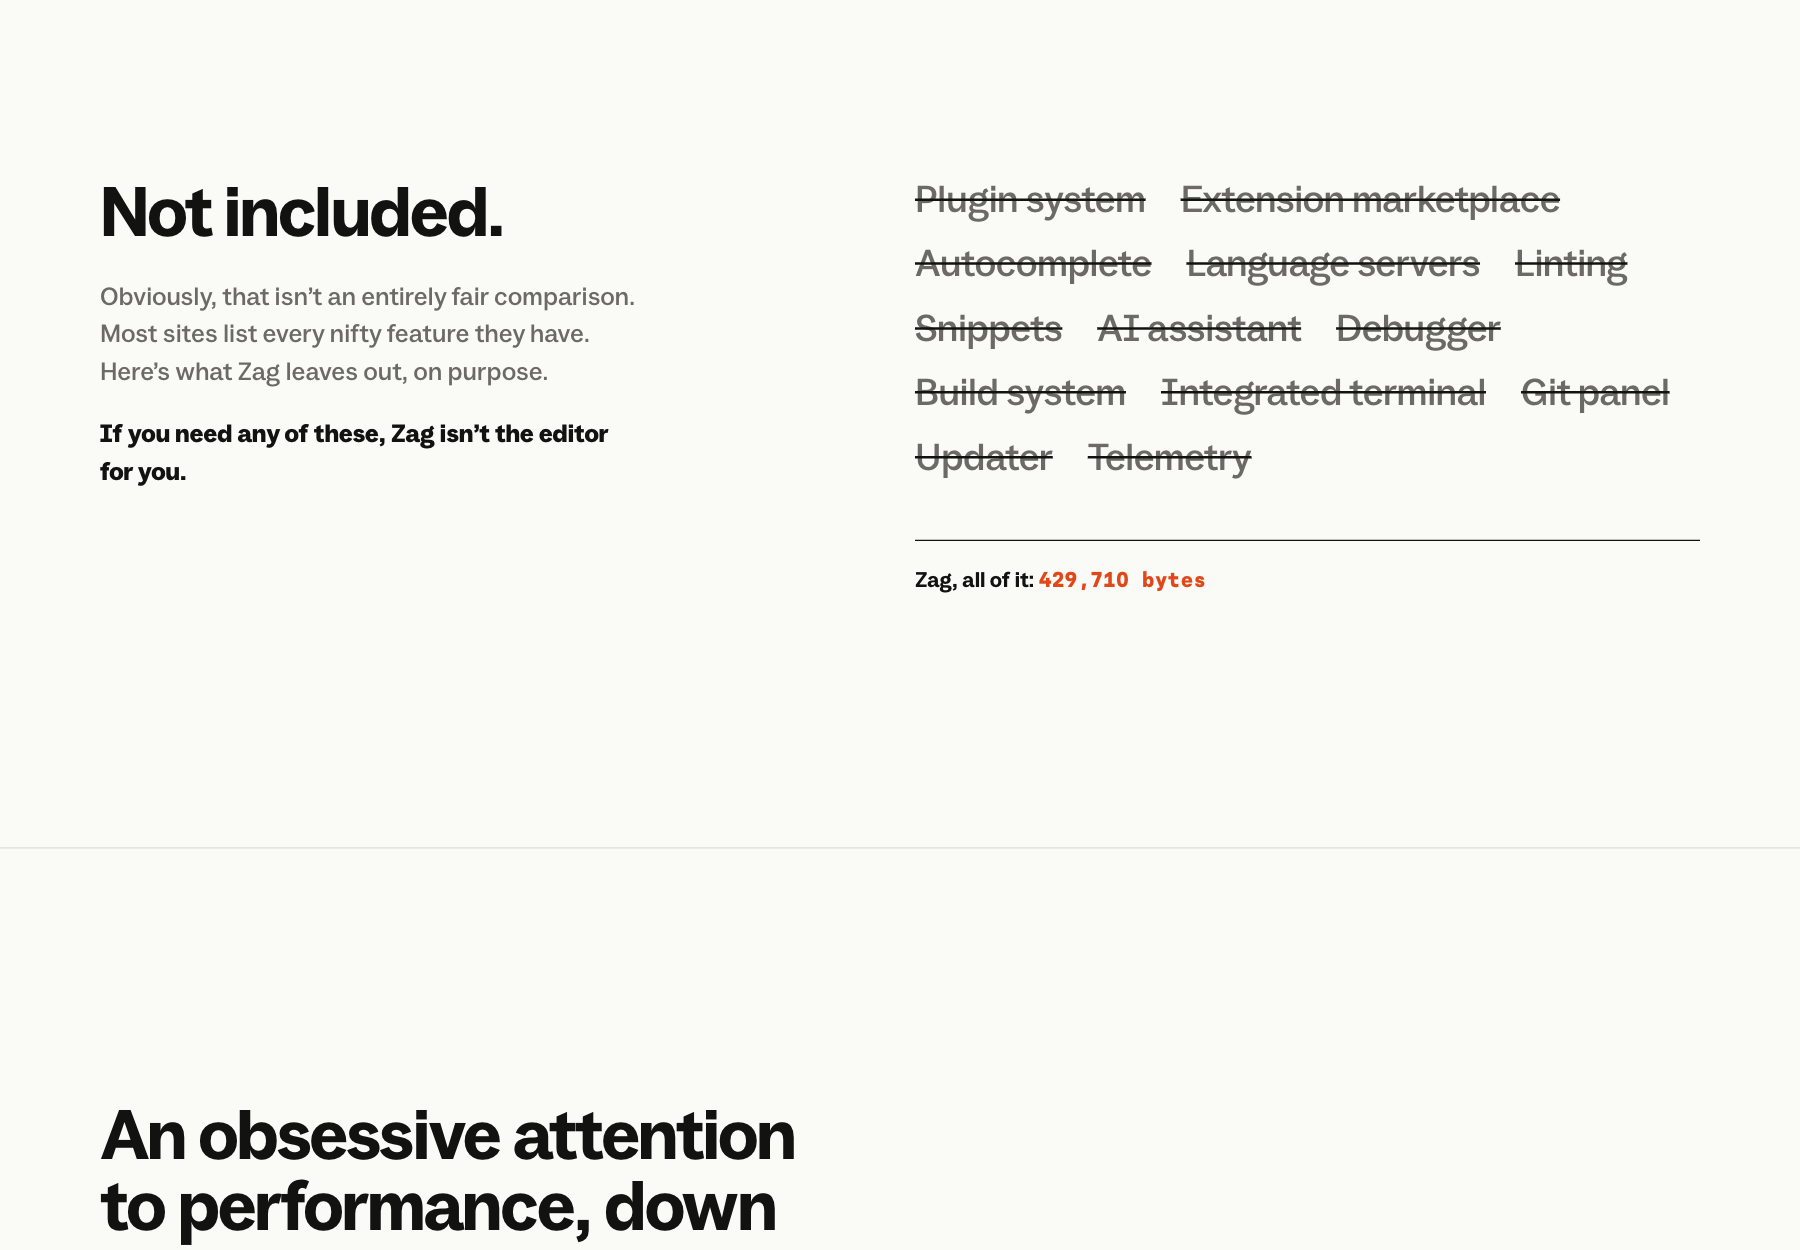 Not included.
Obviously, that isn’t an entirely fair comparison.
Most sites list every nifty feature they have.
Here’s what Zag leaves out, on purpose.
If you need any of these, Zag isn’t the editor
for you.
Plugin system Extension marketplace
Autocomplete Language servers Linting
Snippets AI assistant Debugger
Build system Integrated terminal Git panel
Updater Telemetry
Zag, all of it: 429,710 bytes
An obsessive attention
to performance, down